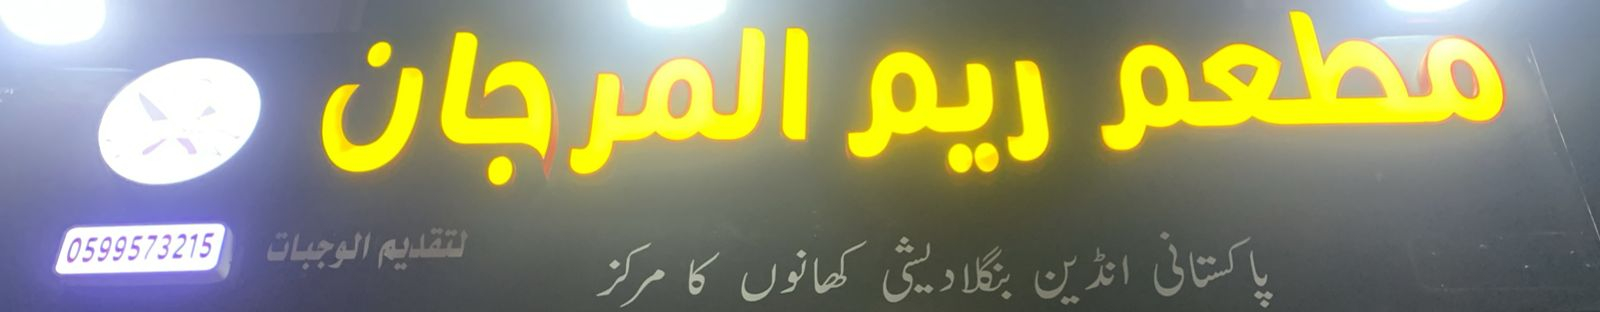 مطعم ريم المرجان
لتقديم الوجبات
پاکستانی انڈین بنگلادیشی کھانوں کا مرکز
0599573215